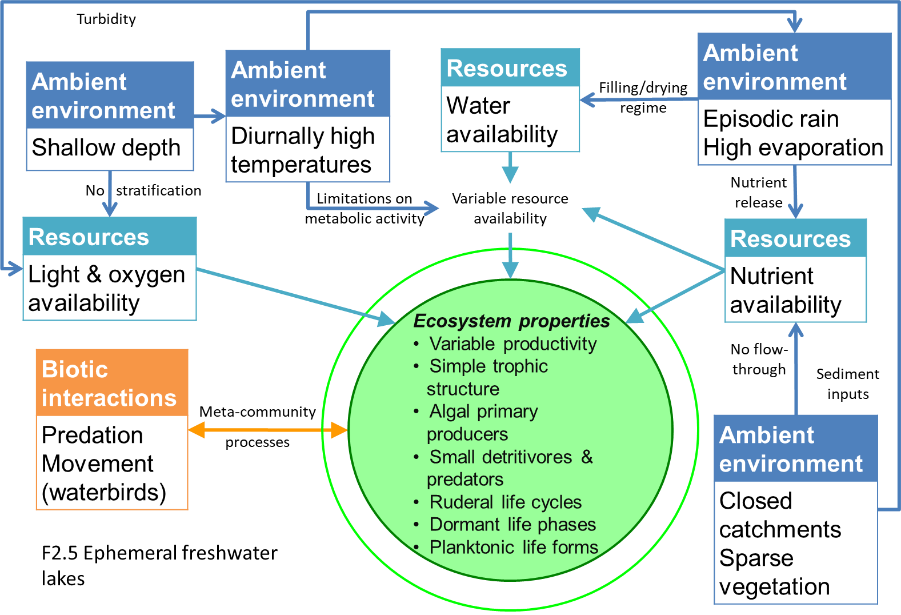 Turbidity
Ambient
environment
Shallow depth
Ambient
environment
Diurnally high
temperatures
Resources
Water
availability
Filling/drying
regime
Ambient
environment
Episodic rain
High evaporation
No stratification
Limitations on
metabolic activity
Variable resource
availability
Nutrient
release
Resources
Light & oxygen
availability
Resources
Nutrient
availability
Ecosystem properties
• Variable productivity
• Simple trophic
structure
• Algal primary
producers
• Small detritivores &
predators
• Ruderal life cycles
• Dormant life phases
• Planktonic life forms
Biotic
interactions
Predation
Movement
(waterbirds)
Meta-community
processes
No flow-
through
Sediment
inputs
Ambient
environment
Closed
catchments
Sparse
vegetation
F2.5 Ephemeral freshwater
lakes